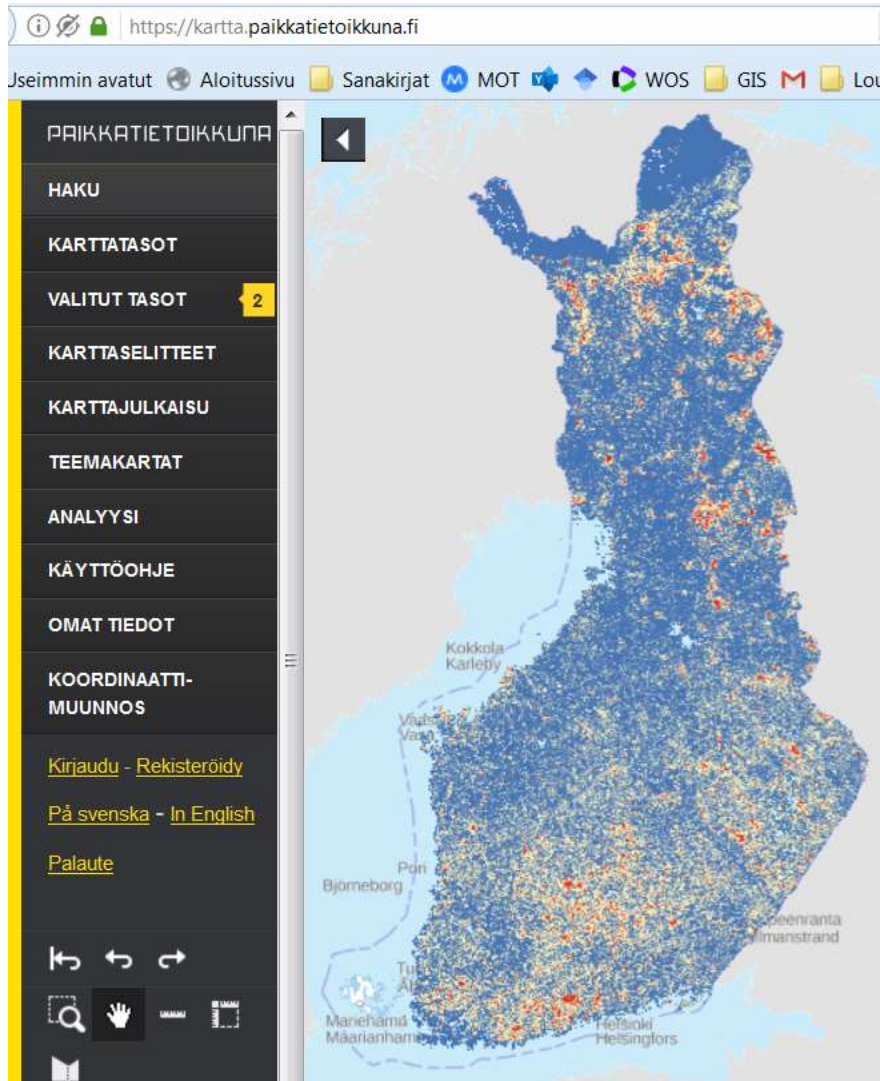 https://kartta.paikkatietoikkuna.fi
Useimmin avatut Aloitussivu Sanakirjat MOT WOS GIS Lou
PAIKKATIETOIKKUNA
HAKU
KARTTATASOT
VALITUT TASOT 2
KARTTASELITTEET
KARTTAJULKAISU
TEEMAKARTAT
ANALYYSI
KÄYTTÖOHJE
OMAT TIEDOT
KOORDINAATTI-
MUUNNOS
Kirjaudu - Rekisteröidy
På svenska - In English
Palaute
Kokkola
Karleby
Pori
Björneborg
Maarianhamina
Helsinki
Helsingfors